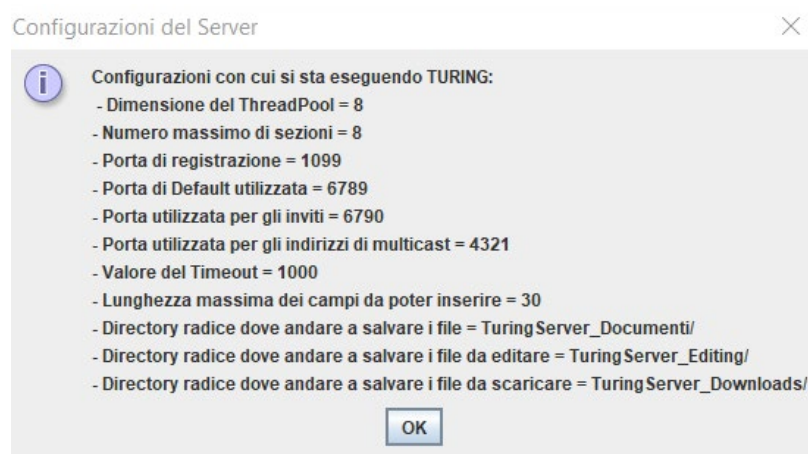 Configurazioni del Server
Configurazioni con cui si sta eseguendo TURING:
- Dimensione del ThreadPool = 8
- Numero massimo di sezioni = 8
- Porta di registrazione = 1099
- Porta di Default utilizzata = 6789
- Porta utilizzata per gli inviti = 6790
- Porta utilizzata per gli indirizzi di multicast = 4321
- Valore del Timeout = 1000
- Lunghezza massima dei campi da poter inserire = 30
- Directory radice dove andare a salvare i file = TuringServer_Documenti/
- Directory radice dove andare a salvare i file da editare = TuringServer_Editing/
- Directory radice dove andare a salvare i file da scaricare = TuringServer_Downloads/
OK